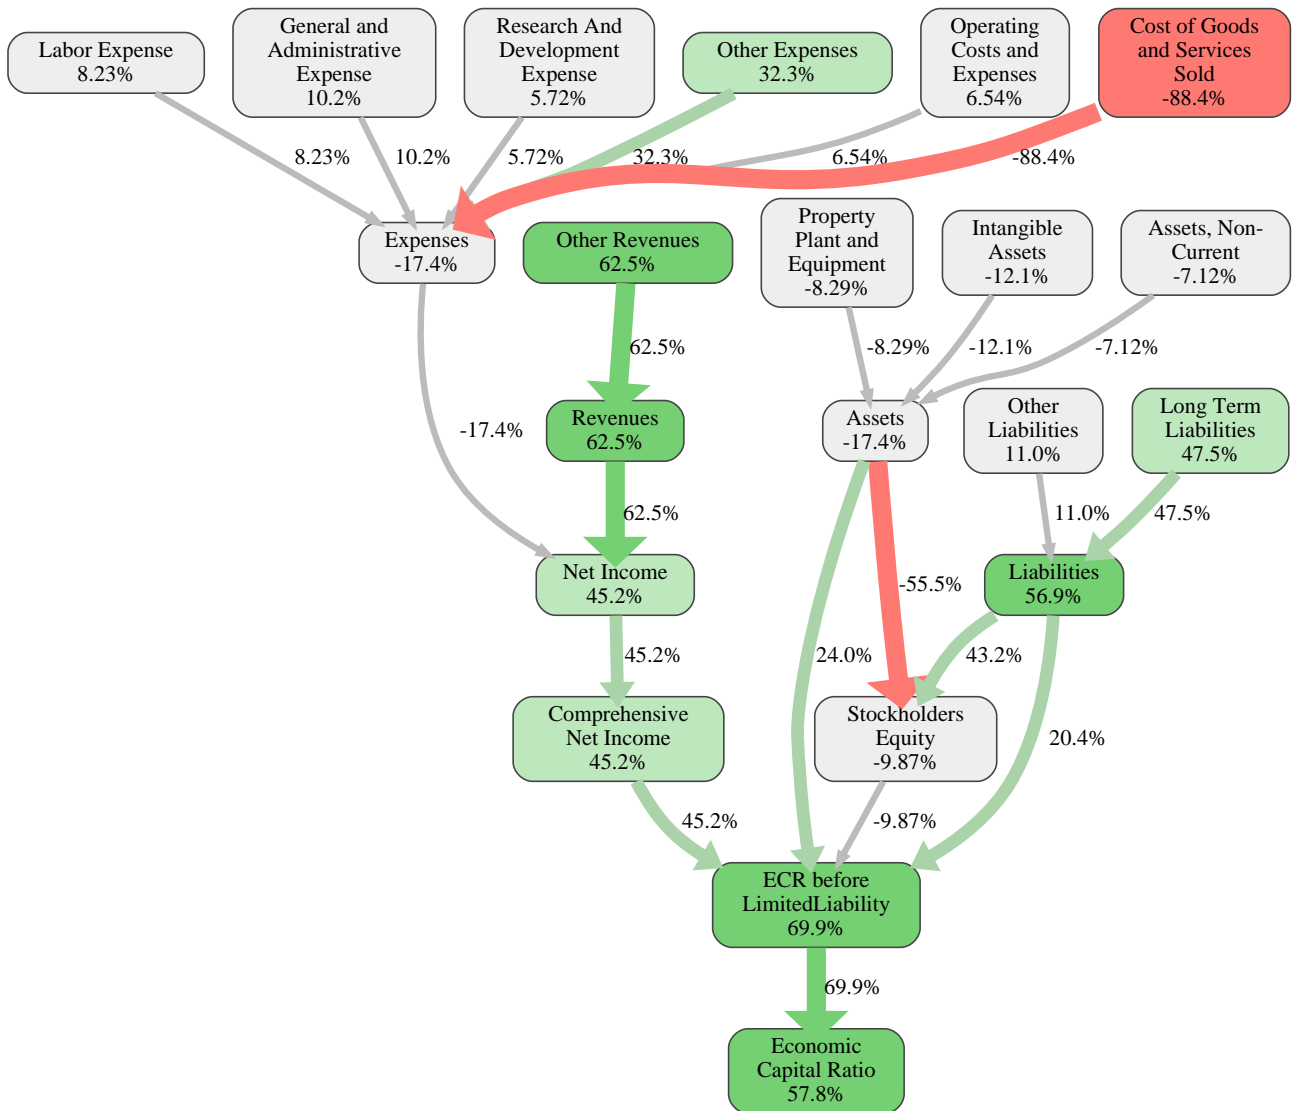 Labor Expense
8.23%
General and
Administrative
Expense
10.2%
Research And
Development
Expense
5.72%
Other Expenses
32.3%
Operating
Costs and
Expenses
6.54%
Cost of Goods
and Services
Sold
-88.4%
8.23%
10.2%
5.72%
32.3%
6.54%
-88.4%
Expenses
-17.4%
Other Revenues
62.5%
Property
Plant and
Equipment
-8.29%
Intangible
Assets
-12.1%
Assets, Non-
Current
-7.12%
62.5%
-8.29%
-12.1%
-7.12%
-17.4%
Revenues
62.5%
Assets
-17.4%
Other
Liabilities
11.0%
Long Term
Liabilities
47.5%
62.5%
11.0%
47.5%
Net Income
45.2%
-55.5%
Liabilities
56.9%
45.2%
24.0%
43.2%
Comprehensive
Net Income
45.2%
Stockholders
Equity
-9.87%
20.4%
45.2%
-9.87%
ECR before
LimitedLiability
69.9%
69.9%
Economic
Capital Ratio
57.8%